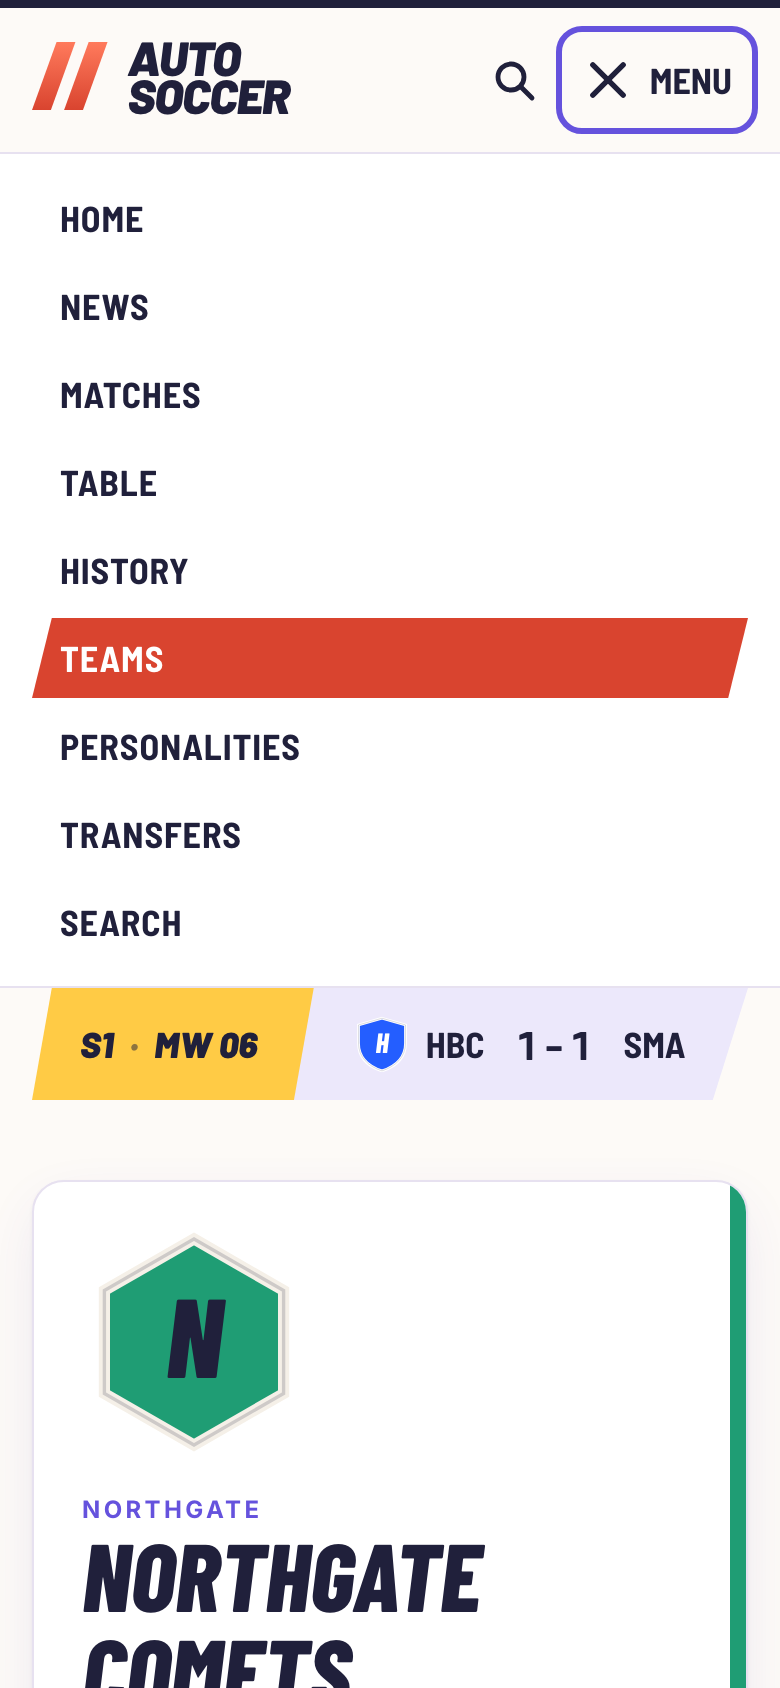 AUTO
SOCCER
MENU
HOME
NEWS
MATCHES
TABLE
HISTORY
TEAMS
PERSONALITIES
TRANSFERS
SEARCH
S1 • MW 06 H HBC 1 – 1 SMA
N
NORTHGATE
NORTHGATE
COMETS